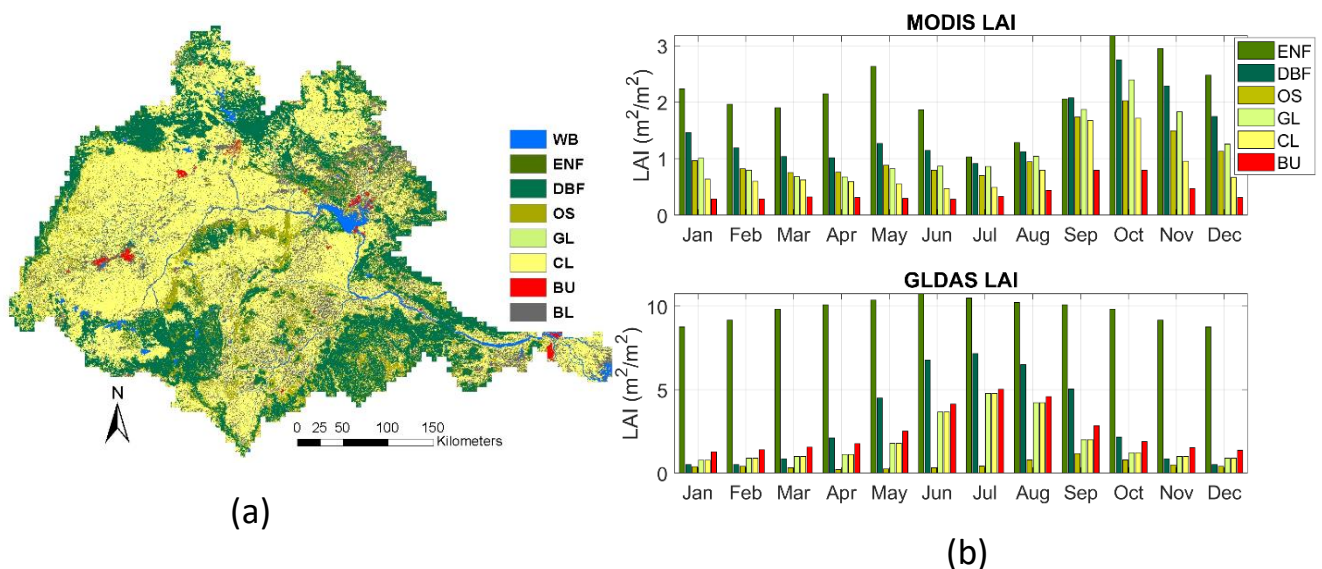 WB
ENF
DBF
OS
GL
CL
BU
BL
N
0 25 50 100 150
Kilometers
(a)
MODIS LAI
LAI (m²/m²)
3
2
1
0
Jan Feb Mar Apr May Jun Jul Aug Sep Oct Nov Dec
ENF
DBF
OS
GL
CL
BU
GLDAS LAI
LAI (m²/m²)
10
5
0
Jan Feb Mar Apr May Jun Jul Aug Sep Oct Nov Dec
(b)